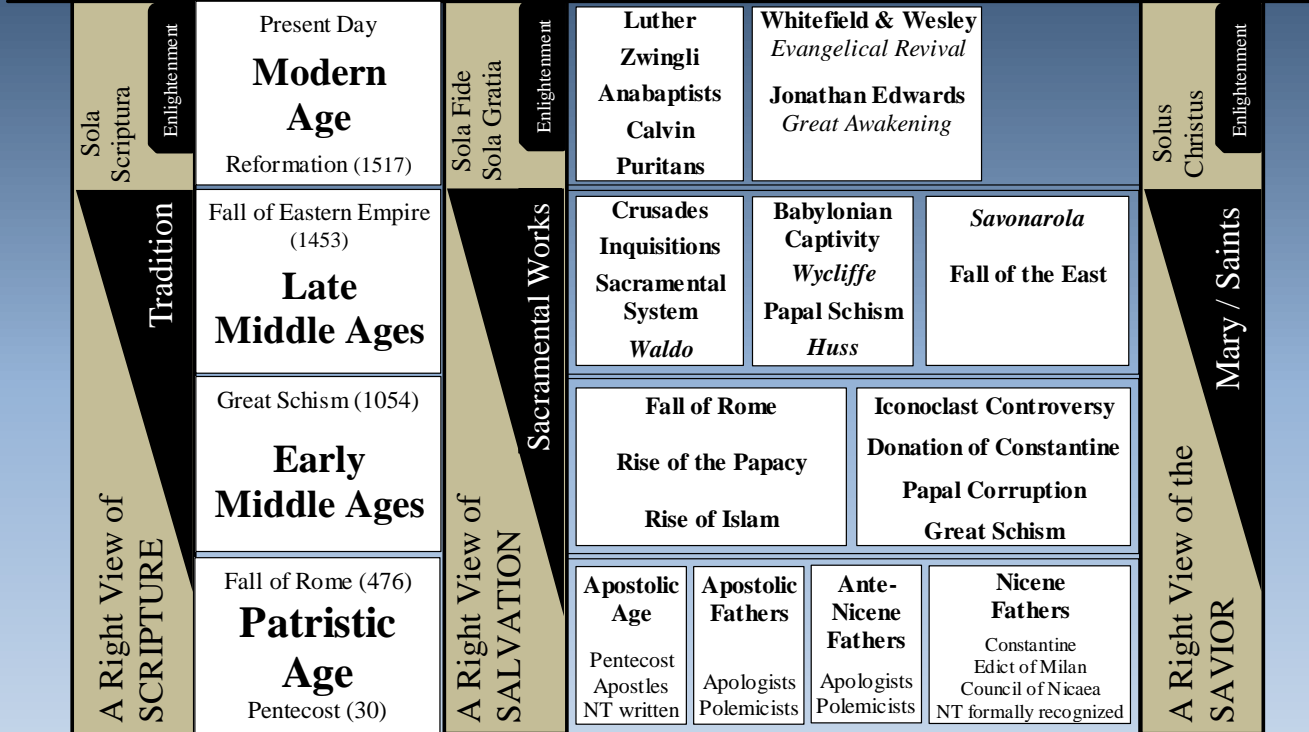 Sola
Scriptura
Enlightenment
Tradition
A Right View of
SCRIPTURE
Present Day
Modern
Age
Reformation (1517)
Fall of Eastern Empire
(1453)
Late
Middle Ages
Great Schism (1054)
Early
Middle Ages
Fall of Rome (476)
Patristic
Age
Pentecost (30)
Sola Fide
Sola Gratia
Enlightenment
Sacramental Works
A Right View of
SALVATION
Luther
Zwingli
Anabaptists
Calvin
Puritans
Whitefield & Wesley
Evangelical Revival
Jonathan Edwards
Great Awakening
Crusades
Inquisitions
Sacramental
System
Waldo
Babylonian
Captivity
Wycliffe
Papal Schism
Huss
Savonarola
Fall of the East
Fall of Rome
Rise of the Papacy
Rise of Islam
Iconoclast Controversy
Donation of Constantine
Papal Corruption
Great Schism
Apostolic
Age
Pentecost
Apostles
NT written
Apostolic
Fathers
Apologists
Polemicists
Ante-
Nicene
Fathers
Apologists
Polemicists
Nicene
Fathers
Constantine
Edict of Milan
Council of Nicaea
NT formally recognized
Solus
Christus
Enlightenment
Mary / Saints
A Right View of the
SAVIOR